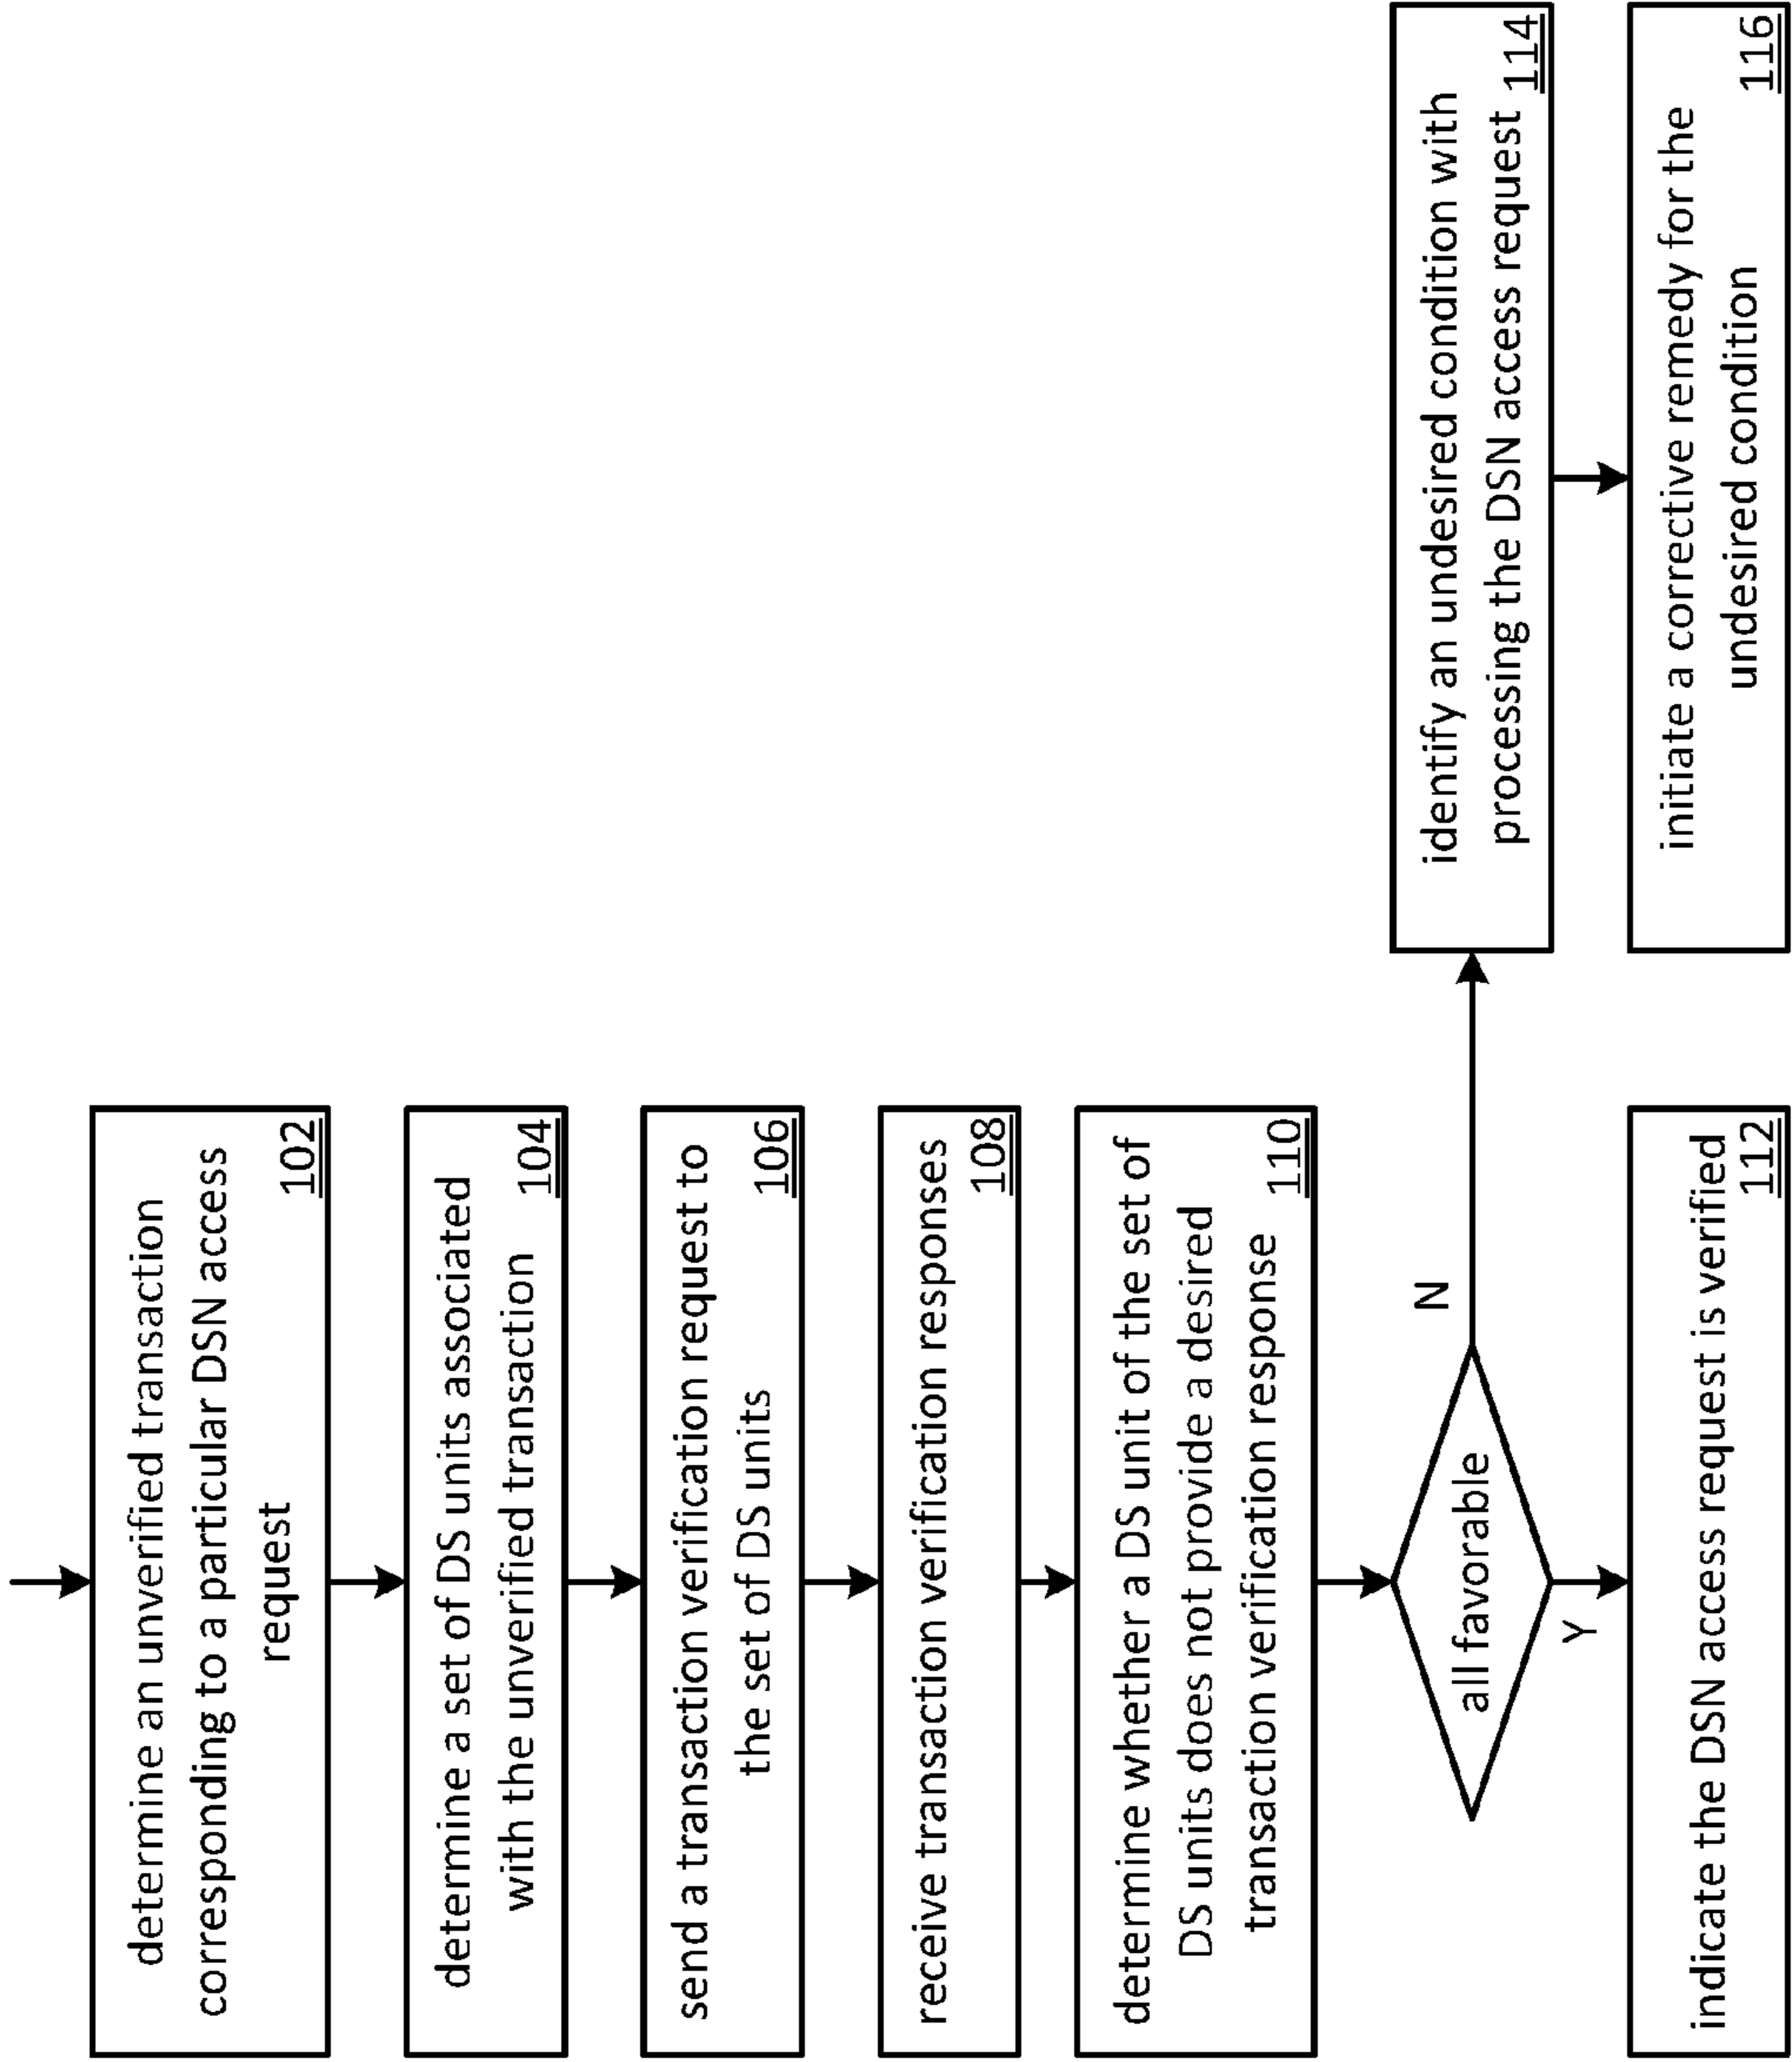 determine an unverified transaction
corresponding to a particular DSN access
request
102
determine a set of DS units associated
with the unverified transaction
104
send a transaction verification request to
the set of DS units
106
receive transaction verification responses
108
determine whether a DS unit of the set of
DS units does not provide a desired
transaction verification response
110
all favorable
N
Y
indicate the DSN access request is verified
112
identify an undesired condition with
processing the DSN access request
114
initiate a corrective remedy for the
undesired condition
116